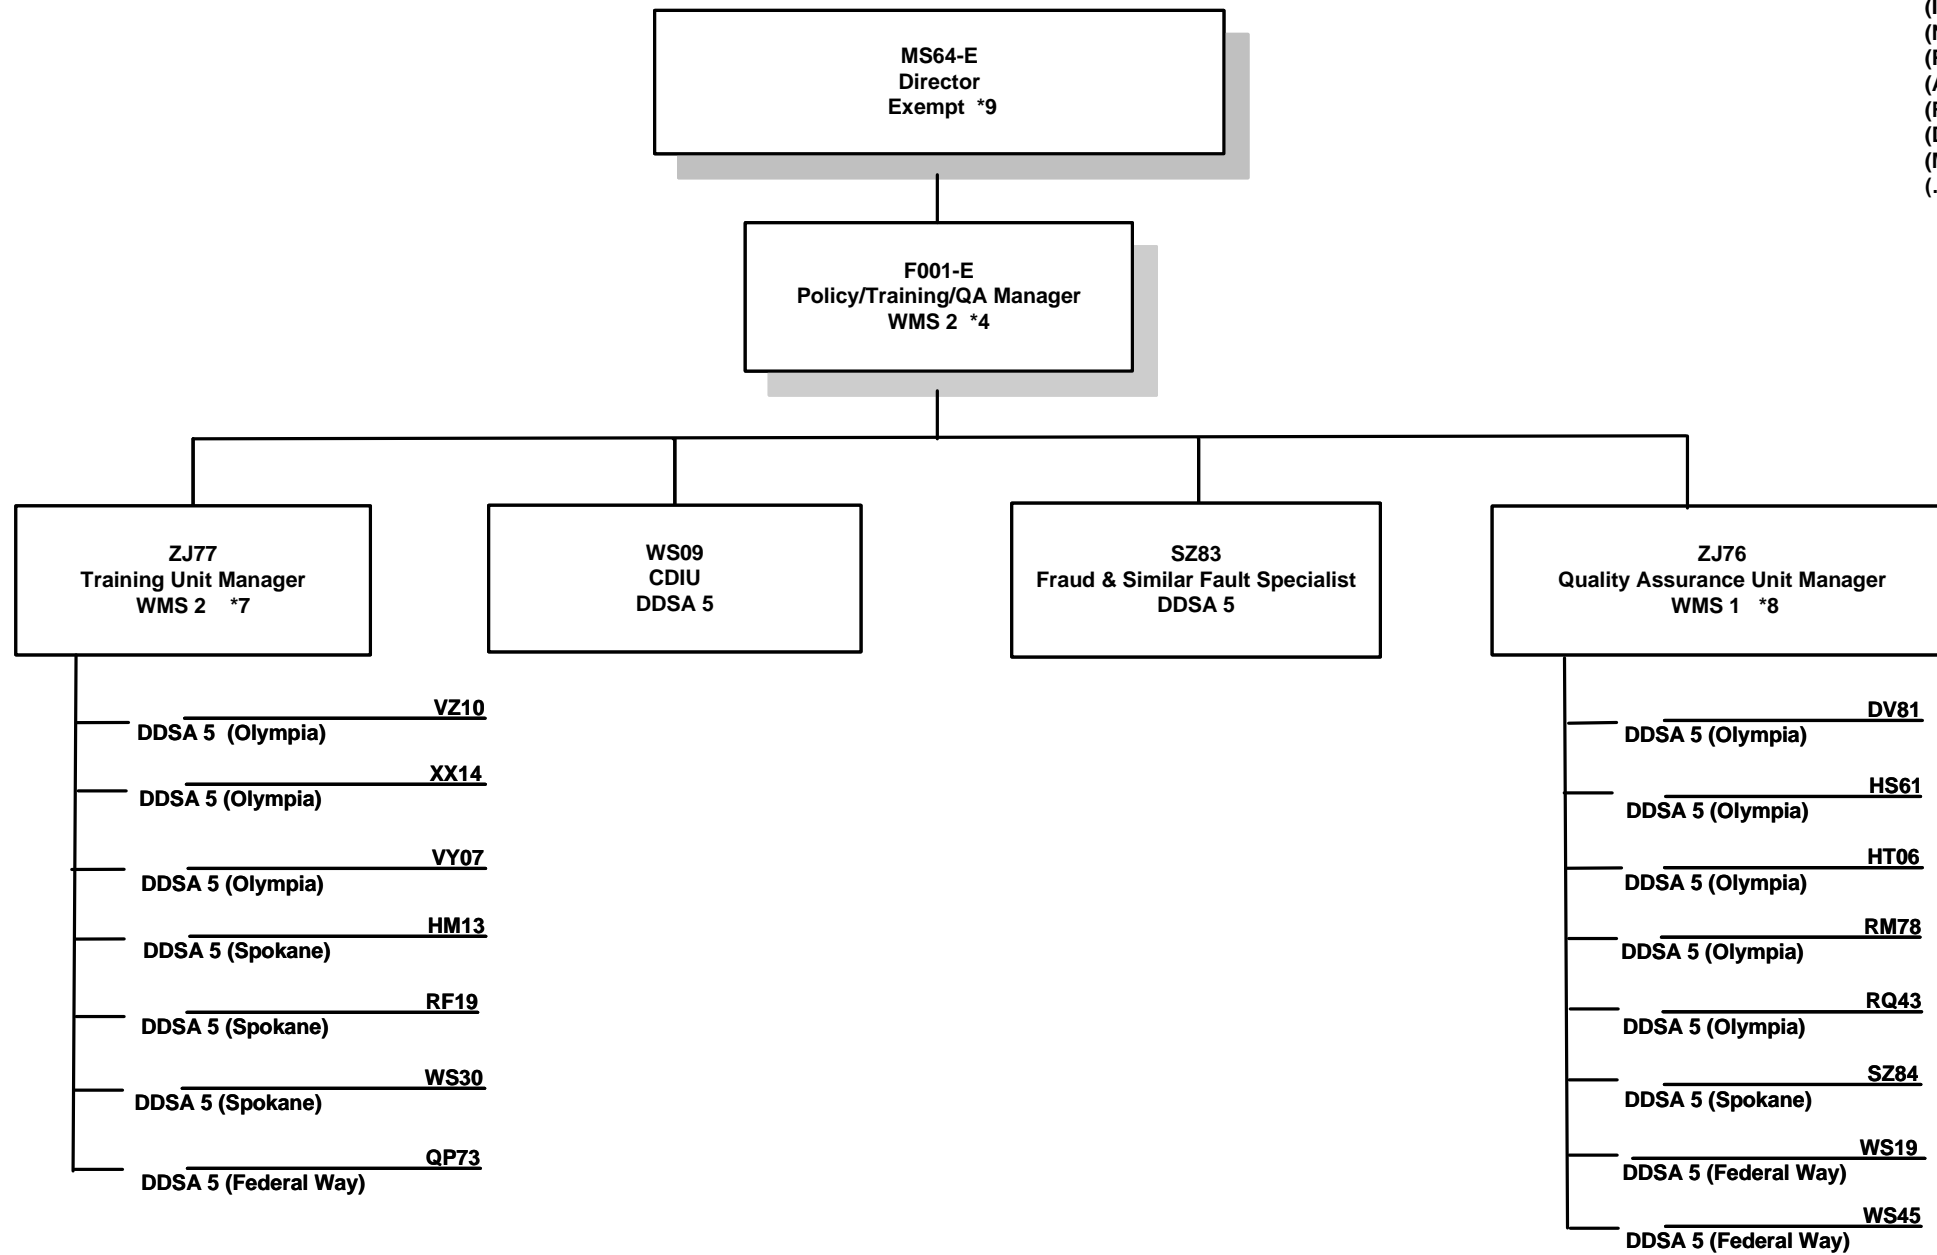 MS64-E
Director
Exempt *9
F001-E
Policy/Training/QA Manager
WMS 2 *4
ZJ77
Training Unit Manager
WMS 2 *7
WS09
CDIU
DDSA 5
SZ83
Fraud & Similar Fault Specialist
DDSA 5
ZJ76
Quality Assurance Unit Manager
WMS 1 *8
VZ10
DDSA 5 (Olympia)
XX14
DDSA 5 (Olympia)
VY07
DDSA 5 (Olympia)
HM13
DDSA 5 (Spokane)
RF19
DDSA 5 (Spokane)
WS30
DDSA 5 (Spokane)
QP73
DDSA 5 (Federal Way)
DV81
DDSA 5 (Olympia)
HS61
DDSA 5 (Olympia)
HT06
DDSA 5 (Olympia)
RM78
DDSA 5 (Olympia)
RQ43
DDSA 5 (Olympia)
SZ84
DDSA 5 (Spokane)
WS19
DDSA 5 (Federal Way)
WS45
DDSA 5 (Federal Way)